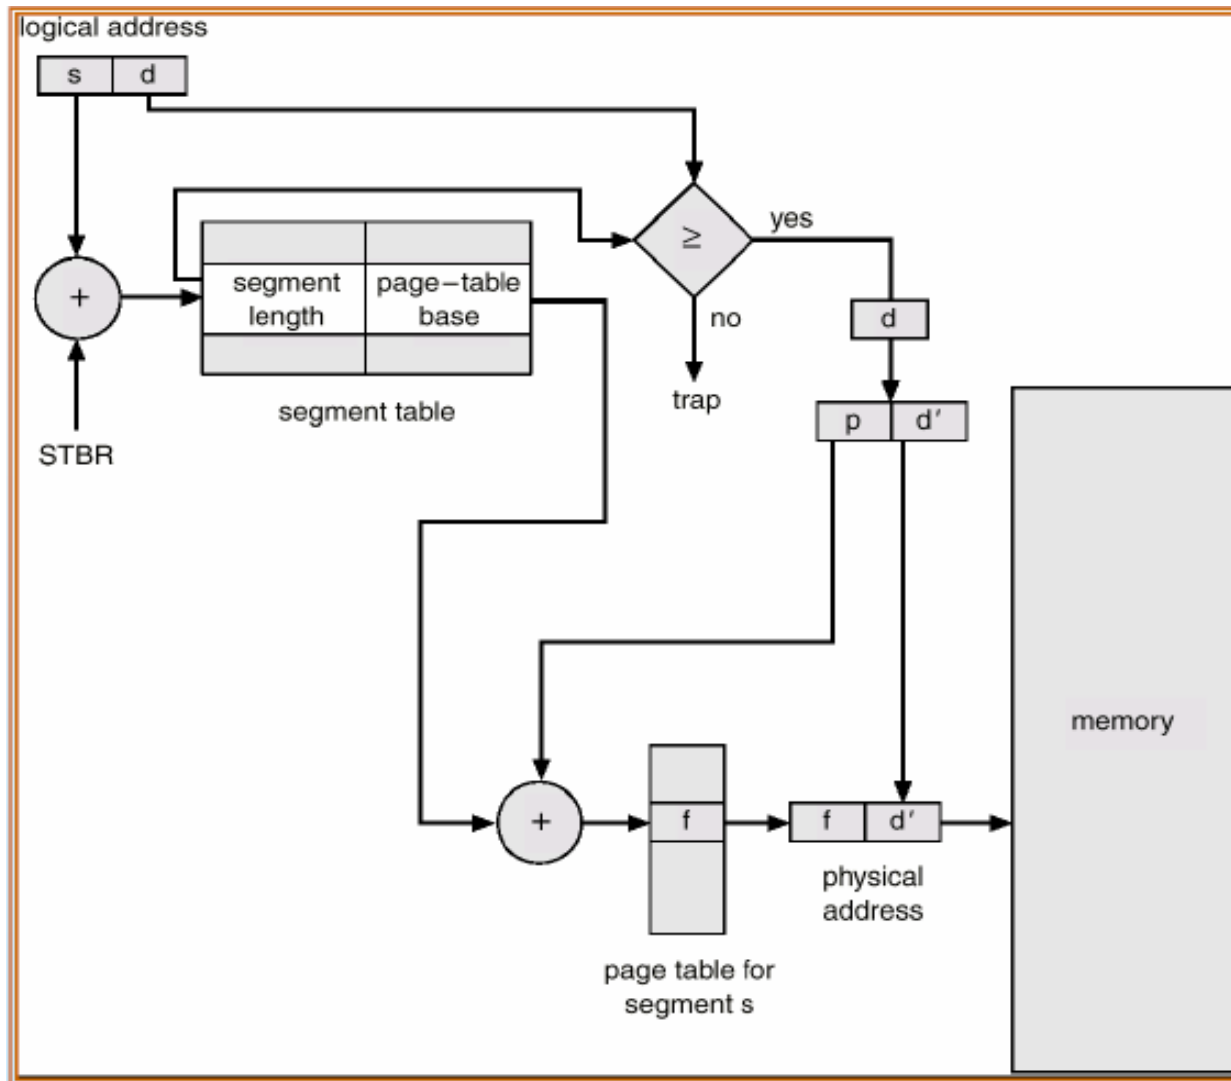 logical address
s d
yes
≥
+
segment length
page–table base
no
d
trap
segment table
p d′
STBR
memory
+
f
f d′
physical
address
page table for
segment s